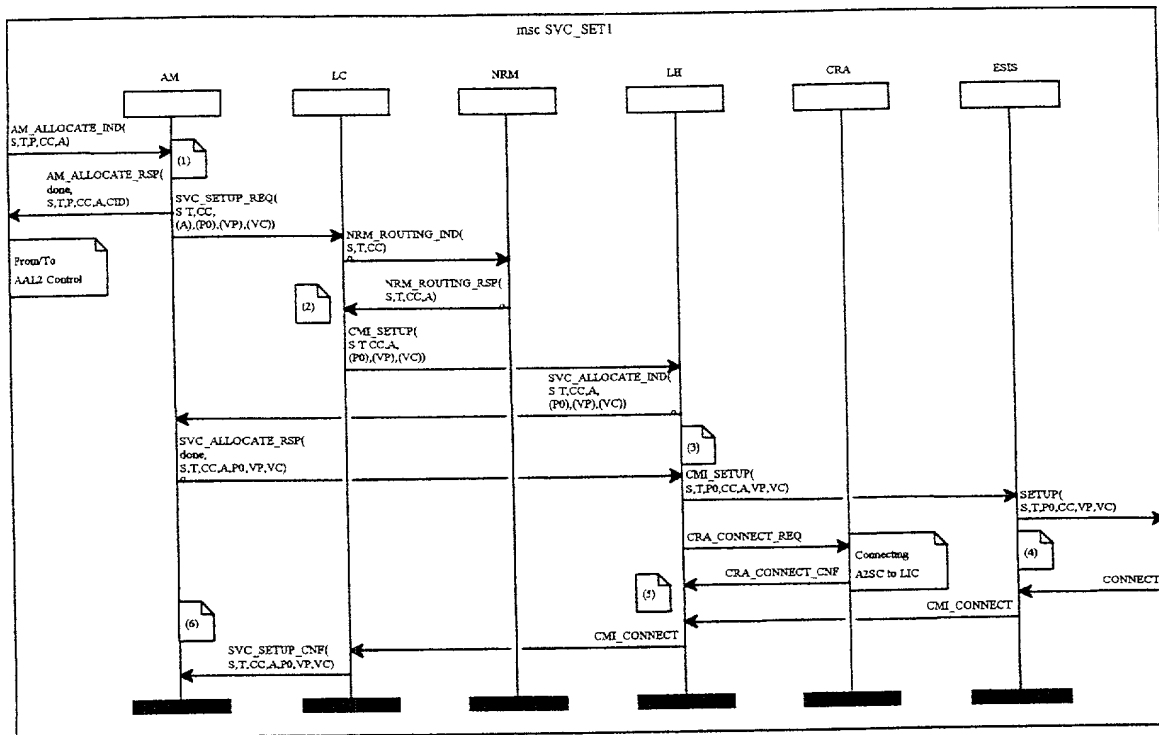 msc SVC_SET1
AM
LC
NRM
LH
CRA
ESIS
AM_ALLOCATE_IND(
S,T,P,CC,A)
(1)
AM_ALLOCATE_RSP(
done,
S,T,P,CC,A,CID)
SVC_SETUP_REQ(
S T,CC,
(A),(P0),(VP),(VC))
NRM_ROUTING_IND(
S,T,CC)
From/To
AAL2 Control
(2)
NRM_ROUTING_RSP(
S,T,CC,A)
CMI_SETUP(
S T CC,A,
(P0),(VP),(VC))
SVC_ALLOCATE_IND(
S T,CC,A,
(P0),(VP),(VC))
SVC_ALLOCATE_RSP(
done,
S,T,CC,A,P0,VP,VC)
(3)
CMI_SETUP(
S,T,P0,CC,A,VP,VC)
SETUP(
S,T,P0,CC,VP,VC)
CRA_CONNECT_REQ
Connecting
A2SC to LIC
(4)
CRA_CONNECT_CNF
(5)
CONNECT
CMI_CONNECT
(6)
CMI_CONNECT
SVC_SETUP_CNF(
S,T,CC,A,P0,VP,VC)